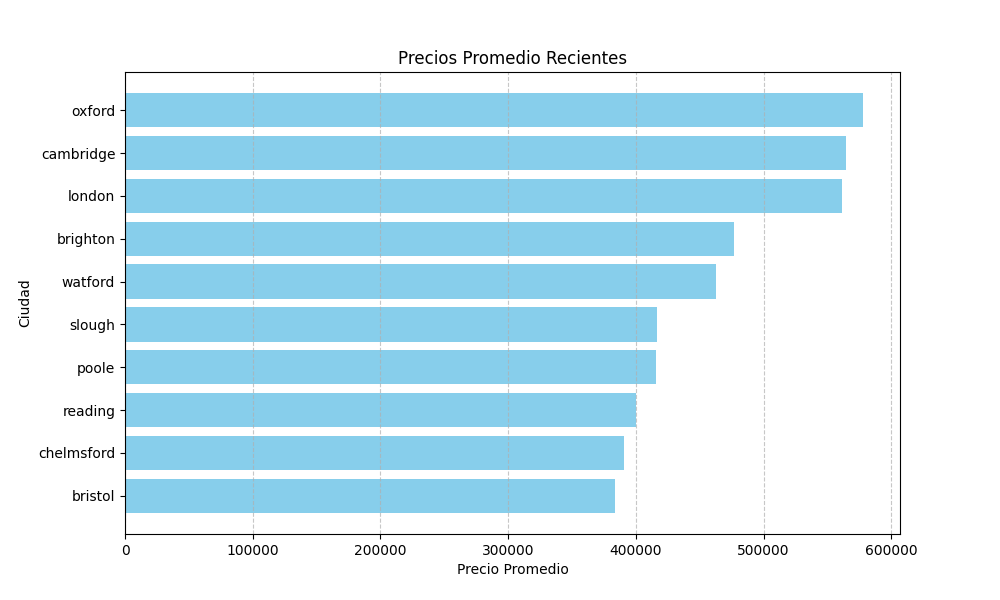 Precios Promedio Recientes
Ciudad
oxford
cambridge
london
brighton
watford
slough
poole
reading
chelmsford
bristol
0 100000 200000 300000 400000 500000 600000
Precio Promedio